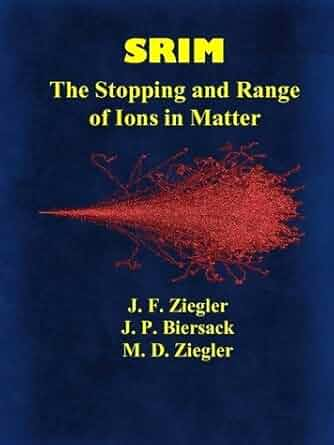 SRIM
The Stopping and Range
of Ions in Matter
J. F. Ziegler
J. P. Biersack
M. D. Ziegler